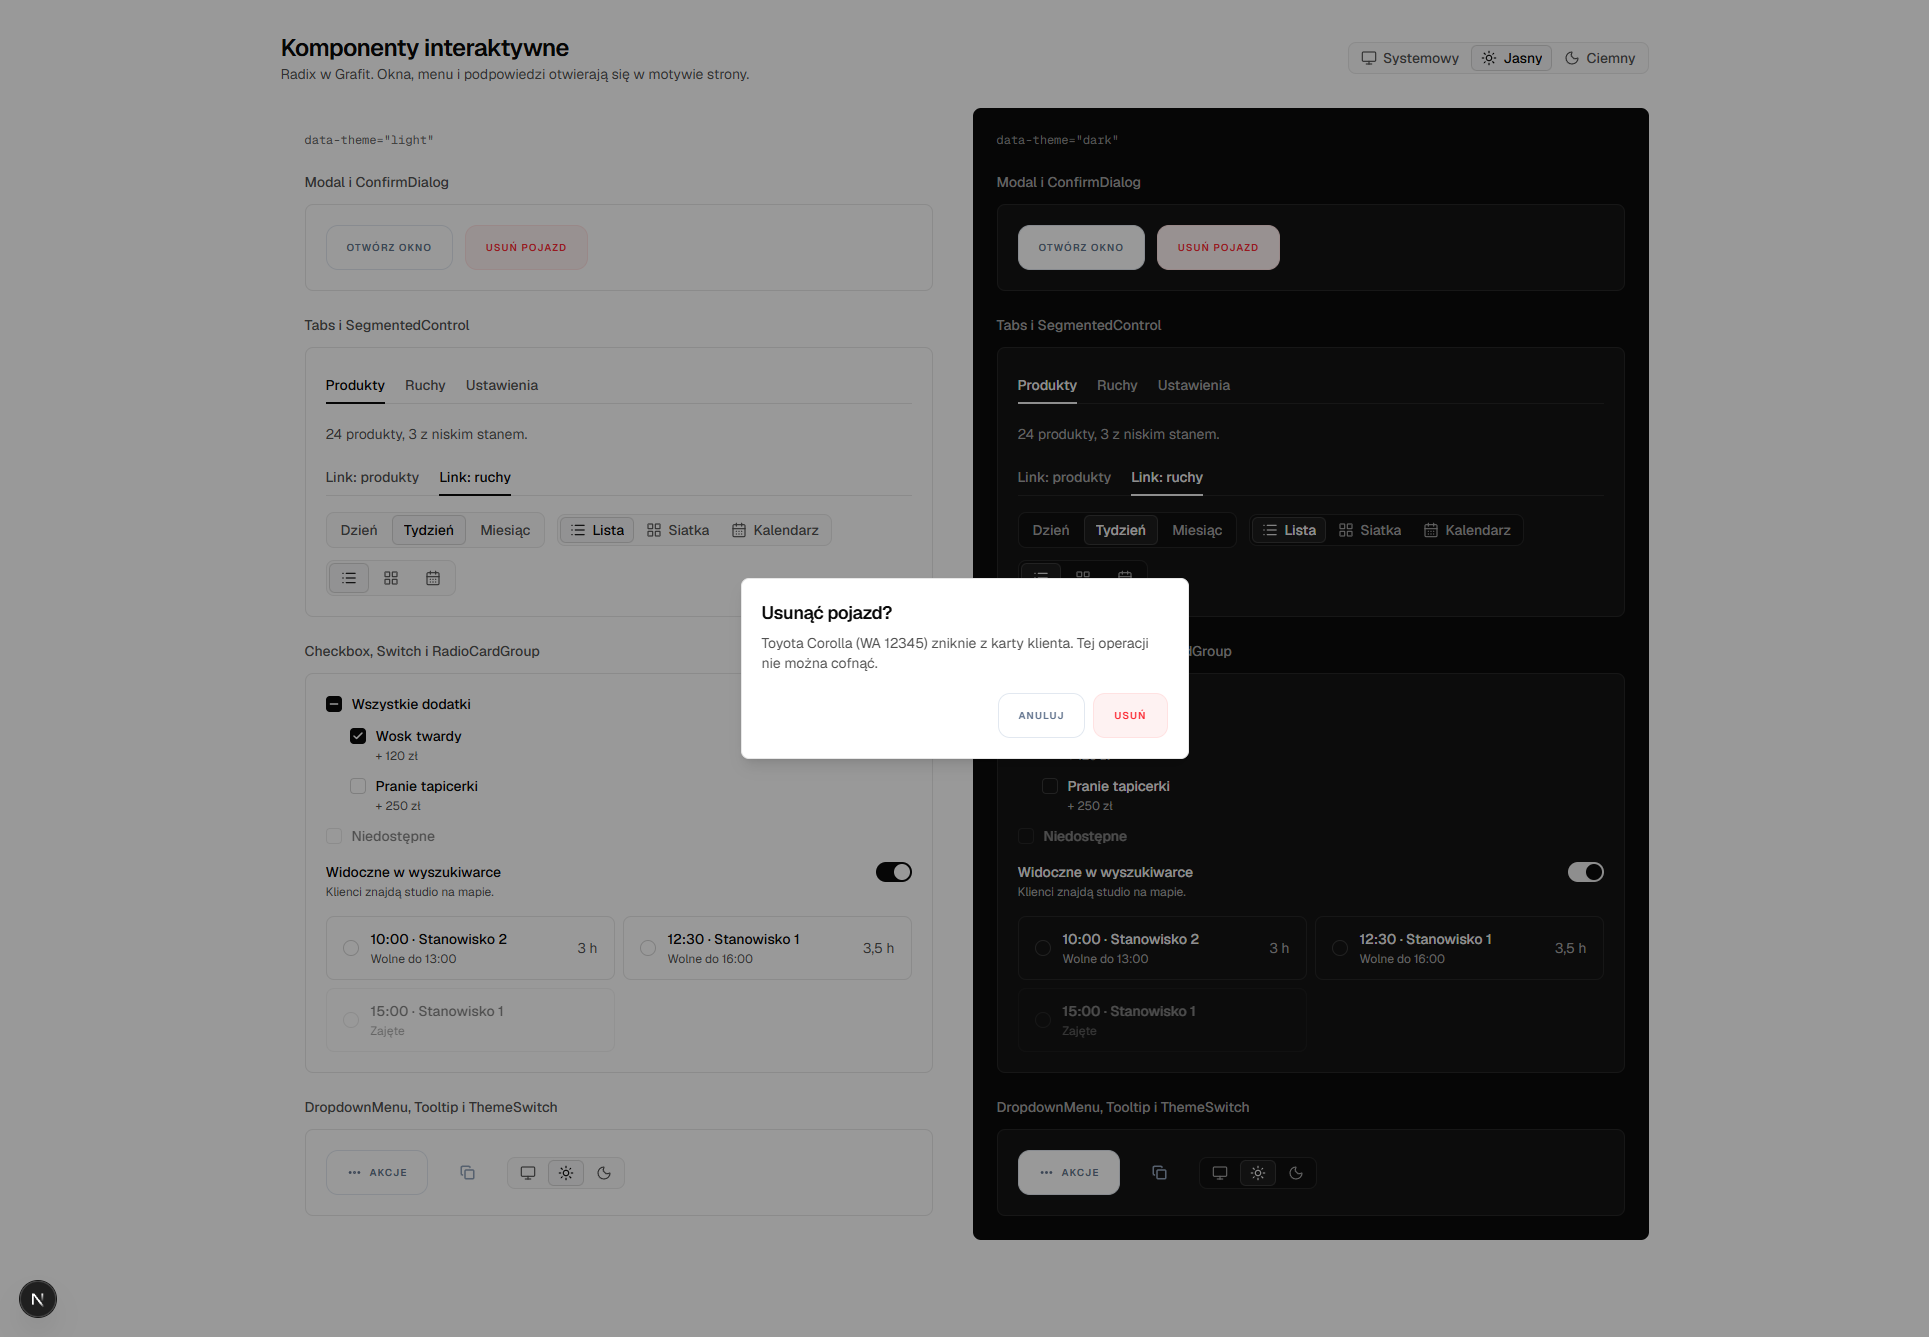 Komponenty interaktywne
Radix w Grafit. Okna, menu i podpowiedzi otwierają się w motywie strony.
Systemowy Jasny Ciemny
data-theme="light"
Modal i ConfirmDialog
OTWÓRZ OKNO USUŃ POJAZD
Tabs i SegmentedControl
Produkty Ruchy Ustawienia
24 produkty, 3 z niskim stanem.
Link: produkty Link: ruchy
Dzień Tydzień Miesiąc Lista Siatka Kalendarz
Checkbox, Switch i RadioCardGroup
Wszystkie dodatki
Wosk twardy
+ 120 zł
Pranie tapicerki
+ 250 zł
Niedostępne
Widoczne w wyszukiwarce
Klienci znajdą studio na mapie.
10:00 · Stanowisko 2 3 h
Wolne do 13:00
12:30 · Stanowisko 1 3,5 h
Wolne do 16:00
15:00 · Stanowisko 1
Zajęte
DropdownMenu, Tooltip i ThemeSwitch
AKCJE
data-theme="dark"
Modal i ConfirmDialog
OTWÓRZ OKNO USUŃ POJAZD
Tabs i SegmentedControl
Produkty Ruchy Ustawienia
24 produkty, 3 z niskim stanem.
Link: produkty Link: ruchy
Dzień Tydzień Miesiąc Lista Siatka Kalendarz
Pranie tapicerki
+ 250 zł
Niedostępne
Widoczne w wyszukiwarce
Klienci znajdą studio na mapie.
10:00 · Stanowisko 2 3 h
Wolne do 13:00
12:30 · Stanowisko 1 3,5 h
Wolne do 16:00
15:00 · Stanowisko 1
Zajęte
DropdownMenu, Tooltip i ThemeSwitch
AKCJE
Usunąć pojazd?
Toyota Corolla (WA 12345) zniknie z karty klienta. Tej operacji
nie można cofnąć.
ANULUJ USUŃ
N